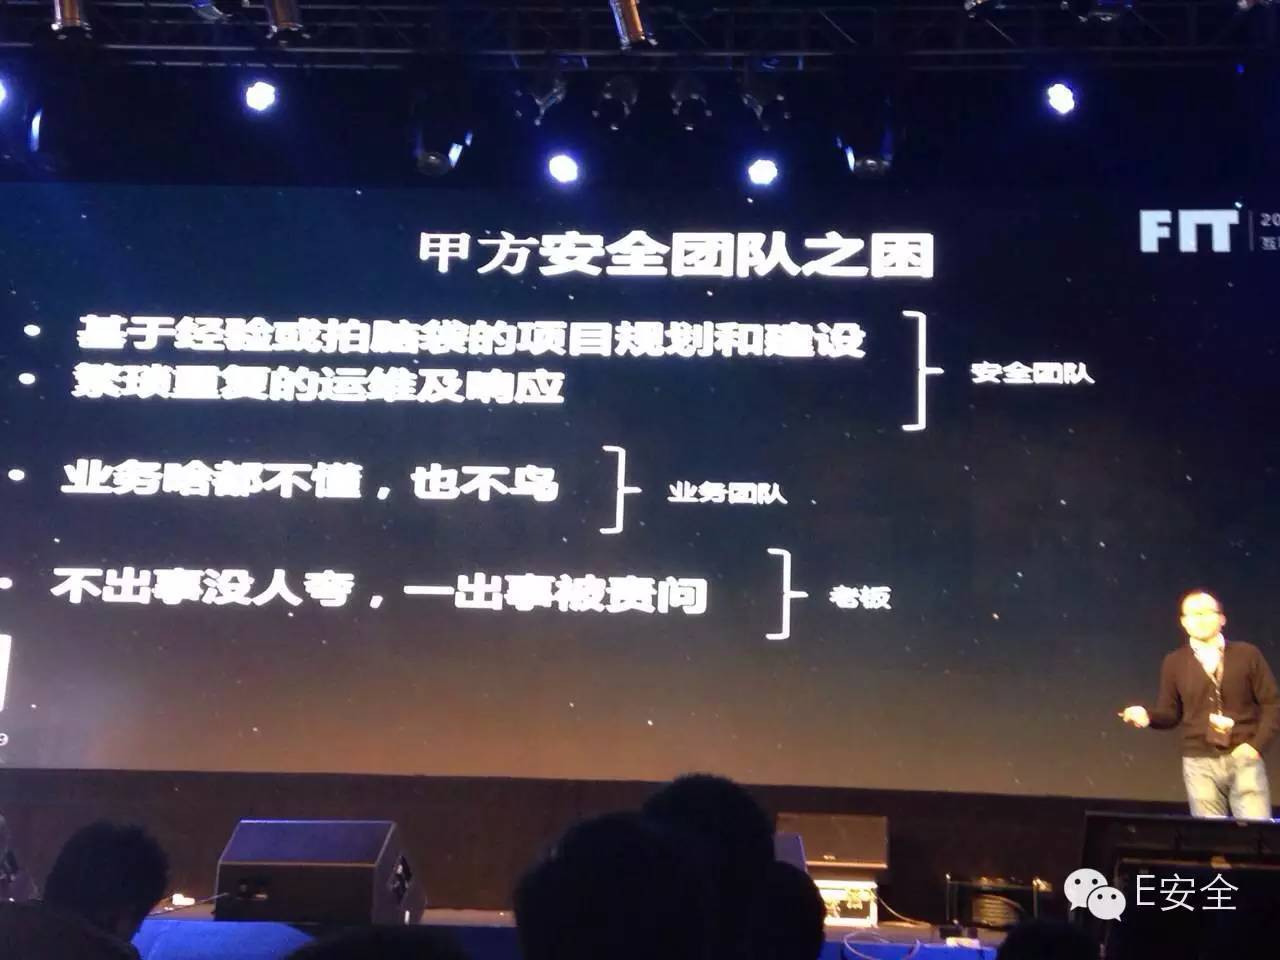 甲方安全团队之困
FIT
基于经验或拍脑袋的项目规划和建设
繁琐重复的运维及响应
安全团队
业务啥都不懂，也不鸟
业务团队
不出事没人夸，一出事被责问
老板
E安全